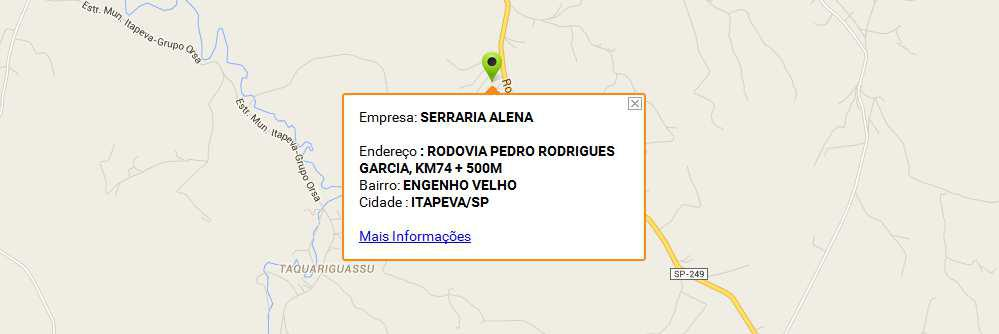 Estr. Mun. Itapeva-Grupo Orsa
Estr. Mun. Itapeva-Grupo Orsa
Ro
Empresa: SERRARIA ALENA
Endereço : RODOVIA PEDRO RODRIGUES
GARCIA, KM74 + 500M
Bairro: ENGENHO VELHO
Cidade : ITAPEVA/SP
Mais Informações
TAQUARIGUASSU
SP-249